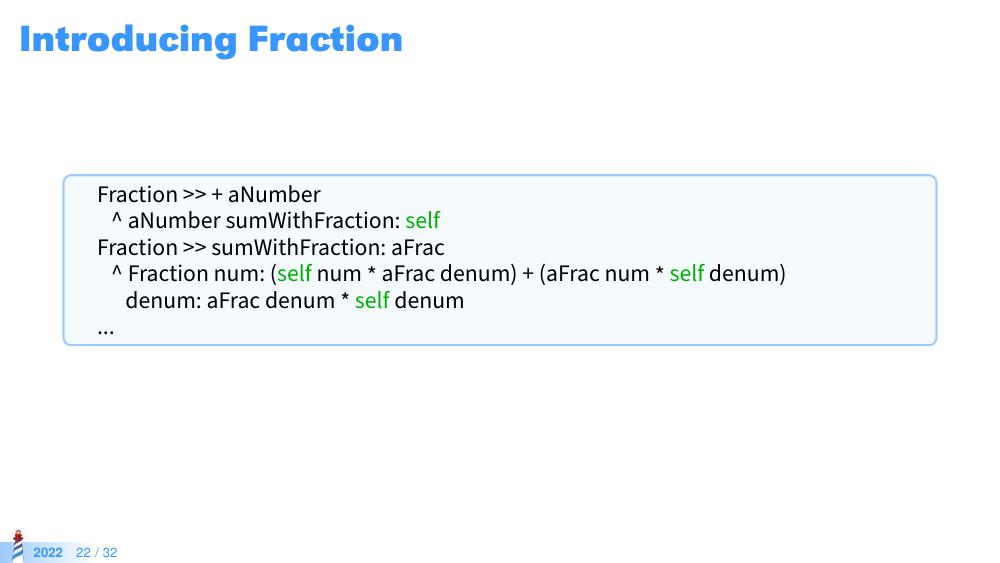 Introducing Fraction
Fraction >> + aNumber
^ aNumber sumWithFraction: self
Fraction >> sumWithFraction: aFrac
^ Fraction num: (self num * aFrac denum) + (aFrac num * self denum)
denum: aFrac denum * self denum
...
2022 22 / 32